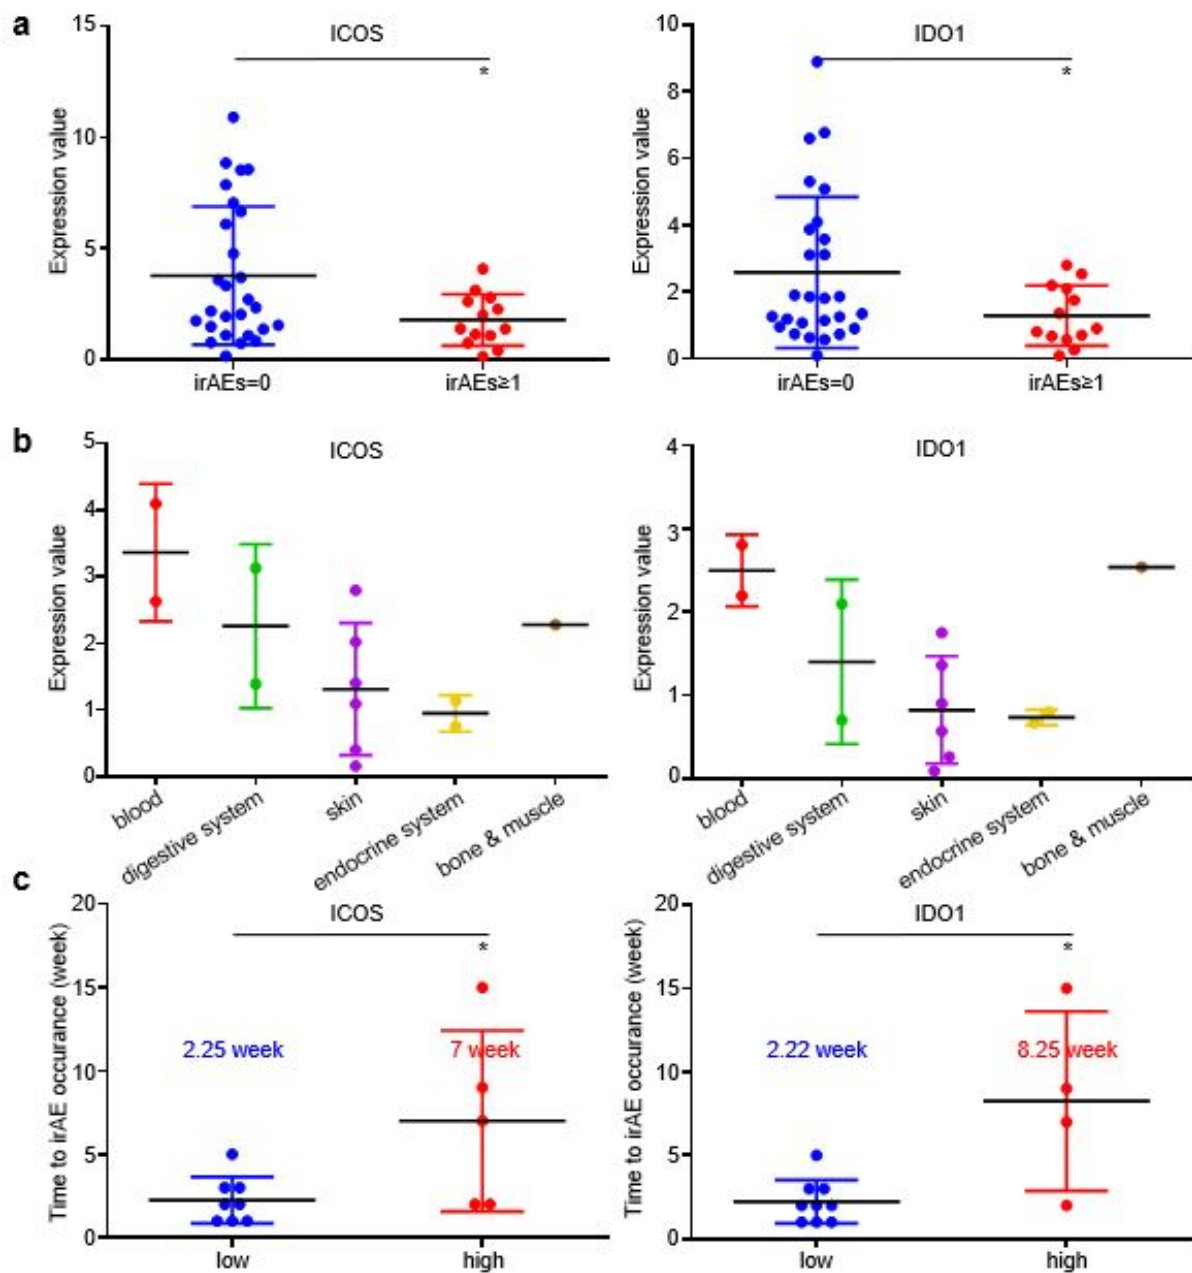 a
ICOS
*
Expression value
15
10
5
0
irAEs=0
irAEs≥1
IDO1
*
Expression value
10
8
6
4
2
0
irAEs=0
irAEs≥1
b
ICOS
Expression value
5
4
3
2
1
0
blood
digestive system
skin
endocrine system
bone & muscle
IDO1
Expression value
4
3
2
1
0
blood
digestive system
skin
endocrine system
bone & muscle
c
ICOS
*
Time to irAE occurance (week)
20
15
10
5
0
2.25 week
7 week
low
high
IDO1
*
Time to irAE occurance (week)
20
15
10
5
0
2.22 week
8.25 week
low
high